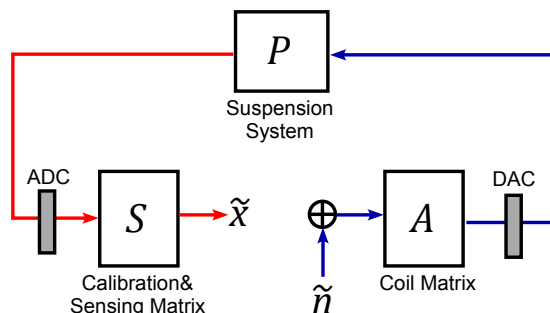 P
Suspension
System
ADC
DAC
S
x̃
A
Calibration&
Sensing Matrix
ñ
Coil Matrix